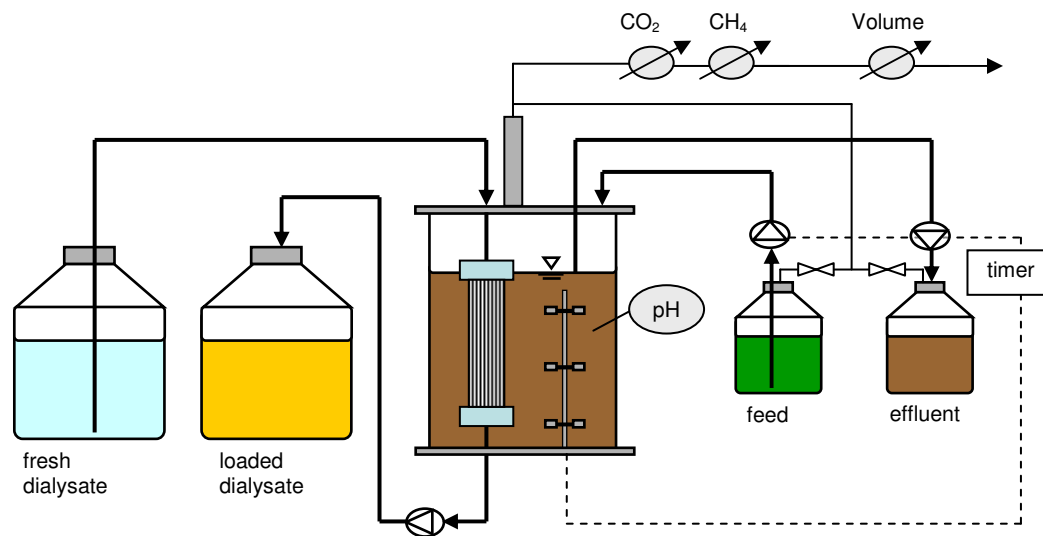 CO₂ CH₄ Volume
timer
pH
feed effluent
fresh loaded
dialysate dialysate